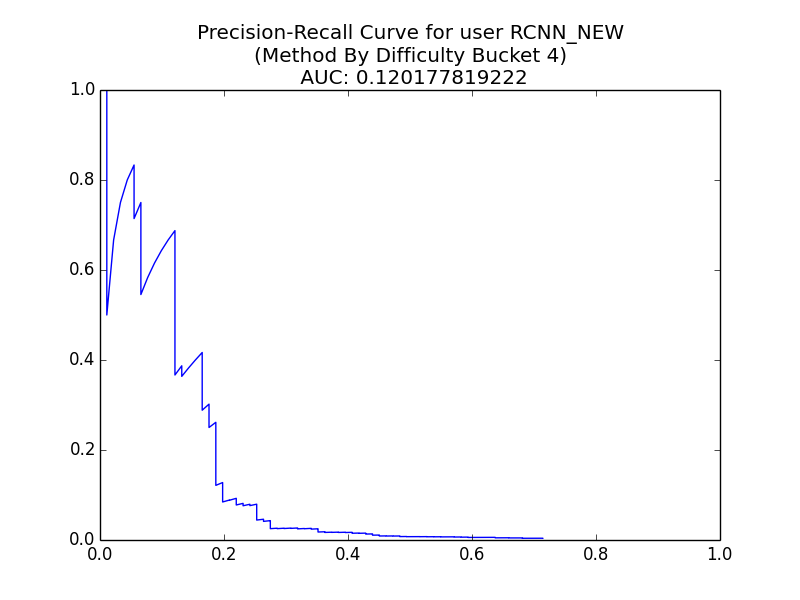 Precision-Recall Curve for user RCNN_NEW
(Method By Difficulty Bucket 4)
AUC: 0.120177819222
1.0
0.8
0.6
0.4
0.2
0.0
0.0 0.2 0.4 0.6 0.8 1.0